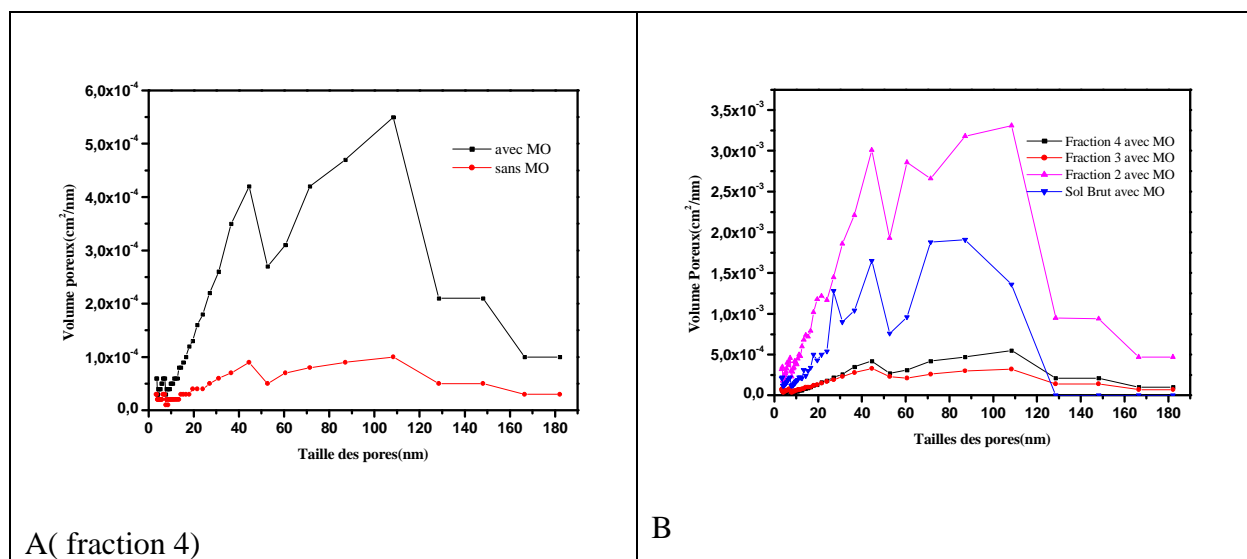 6,0x10⁻⁴
5,0x10⁻⁴
4,0x10⁻⁴
3,0x10⁻⁴
2,0x10⁻⁴
1,0x10⁻⁴
0,0
Volume poreux(cm²/nm)
avec MO
sans MO
0 20 40 60 80 100 120 140 160 180
Taille des pores(nm)
A( fraction 4)
3,5x10⁻³
3,0x10⁻³
2,5x10⁻³
2,0x10⁻³
1,5x10⁻³
1,0x10⁻³
5,0x10⁻⁴
0,0
Volume Poreux(cm²/nm)
Fraction 4 avec MO
Fraction 3 avec MO
Fraction 2 avec MO
Sol Brut avec MO
0 20 40 60 80 100 120 140 160 180
Tailles des pores(nm)
B